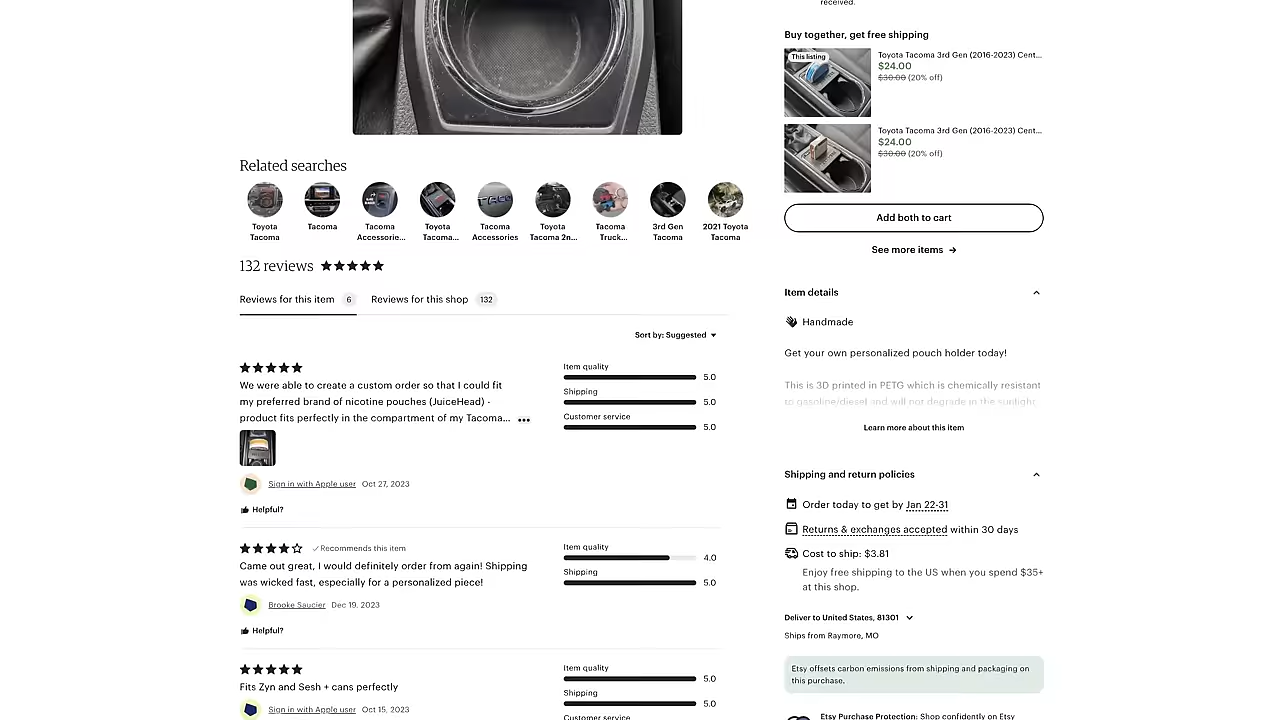 received.
Buy together, get free shipping
This listing
Toyota Tacoma 3rd Gen (2016-2023) Cent...
$24.00
$30.00 (20% off)
Toyota Tacoma 3rd Gen (2016-2023) Cent...
$24.00
$30.00 (20% off)
Add both to cart
See more items →
Related searches
Toyota
Tacoma
Tacoma
Tacoma
Accessorie...
Toyota
Tacoma...
Tacoma
Accessories
Toyota
Tacoma 2n...
Tacoma
Truck...
3rd Gen
Tacoma
2021 Toyota
Tacoma
132 reviews ★★★★★
Reviews for this item 6
Reviews for this shop 132
Sort by: Suggested
★★★★★
We were able to create a custom order so that I could fit
my preferred brand of nicotine pouches (JuiceHead) -
product fits perfectly in the compartment of my Tacoma...
Item quality
5.0
Shipping
5.0
Customer service
5.0
Sign in with Apple user Oct 27, 2023
Helpful?
★★★★☆ ✓ Recommends this item
Came out great, I would definitely order from again! Shipping
was wicked fast, especially for a personalized piece!
Item quality
4.0
Shipping
5.0
Brooke Saucier Dec 19, 2023
Helpful?
★★★★★
Fits Zyn and Sesh + cans perfectly
Item quality
5.0
Shipping
5.0
Customer service
Sign in with Apple user Oct 15, 2023
Item details
Handmade
Get your own personalized pouch holder today!
This is 3D printed in PETG which is chemically resistant
to gasoline/diesel and will not degrade in the sunlight.
Learn more about this item
Shipping and return policies
Order today to get by Jan 22-31
Returns & exchanges accepted within 30 days
Cost to ship: $3.81
Enjoy free shipping to the US when you spend $35+
at this shop.
Deliver to United States, 81301
Ships from Raymore, MO
Etsy offsets carbon emissions from shipping and packaging on
this purchase.
Etsy Purchase Protection: Shop confidently on Etsy